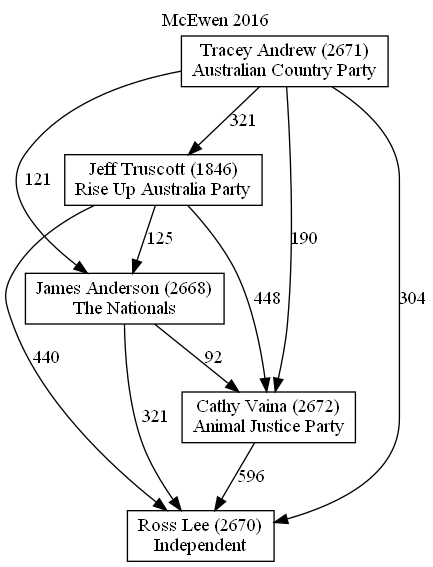 McEwen 2016
Tracey Andrew (2671)
Australian Country Party
321
Jeff Truscott (1846)
Rise Up Australia Party
121
125
190
James Anderson (2668)
The Nationals
448
304
440
92
321
Cathy Vaina (2672)
Animal Justice Party
596
Ross Lee (2670)
Independent